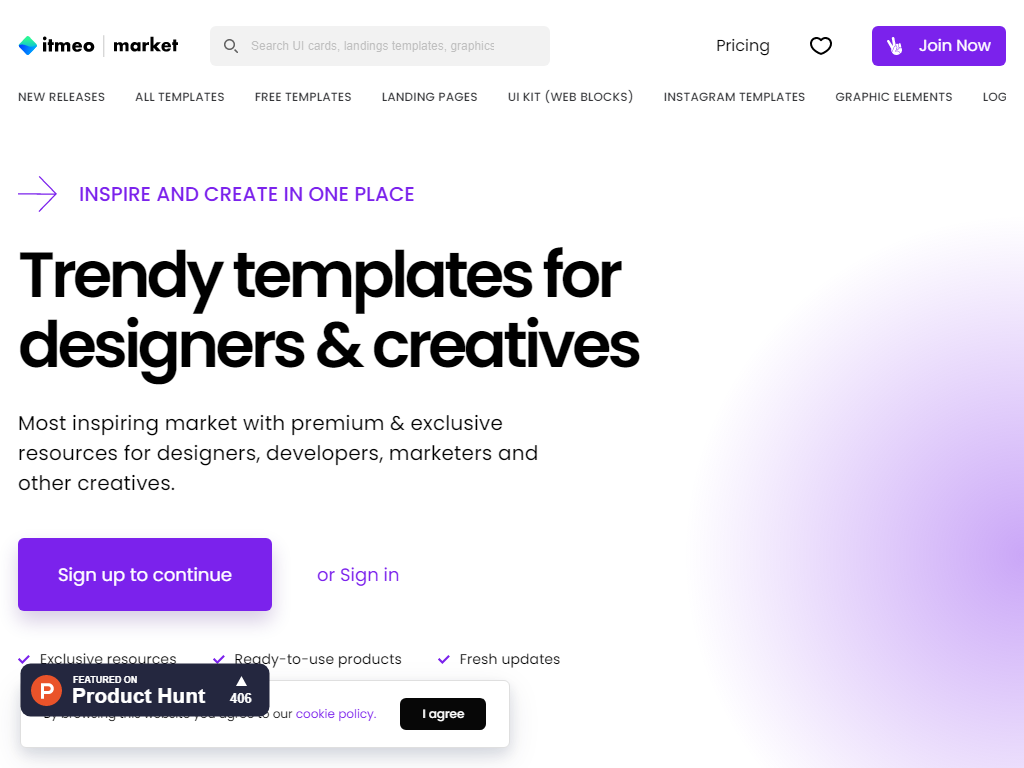 itmeo market
Search UI cards, landings templates, graphics
Pricing
Join Now
NEW RELEASES
ALL TEMPLATES
FREE TEMPLATES
LANDING PAGES
UI KIT (WEB BLOCKS)
INSTAGRAM TEMPLATES
GRAPHIC ELEMENTS
LOG
INSPIRE AND CREATE IN ONE PLACE
Trendy templates for
designers & creatives
Most inspiring market with premium & exclusive
resources for designers, developers, marketers and
other creatives.
Sign up to continue
or Sign in
Exclusive resources
Ready-to-use products
Fresh updates
P
FEATURED ON
Product Hunt
406
By browsing this website you agree to our cookie policy.
I agree